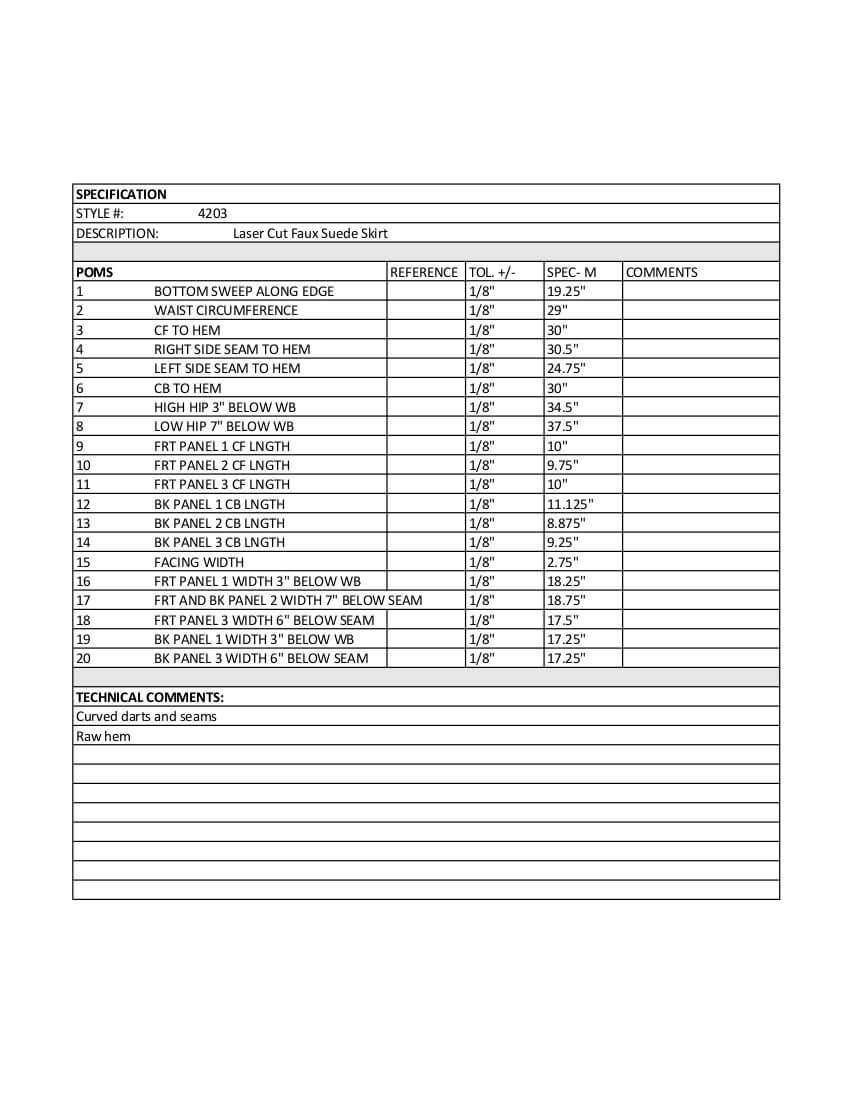 SPECIFICATION
STYLE #: 4203
DESCRIPTION: Laser Cut Faux Suede Skirt
POMS REFERENCE TOL. +/- SPEC- M COMMENTS
1 BOTTOM SWEEP ALONG EDGE 1/8" 19.25"
2 WAIST CIRCUMFERENCE 1/8" 29"
3 CF TO HEM 1/8" 30"
4 RIGHT SIDE SEAM TO HEM 1/8" 30.5"
5 LEFT SIDE SEAM TO HEM 1/8" 24.75"
6 CB TO HEM 1/8" 30"
7 HIGH HIP 3" BELOW WB 1/8" 34.5"
8 LOW HIP 7" BELOW WB 1/8" 37.5"
9 FRT PANEL 1 CF LNGTH 1/8" 10"
10 FRT PANEL 2 CF LNGTH 1/8" 9.75"
11 FRT PANEL 3 CF LNGTH 1/8" 10"
12 BK PANEL 1 CB LNGTH 1/8" 11.125"
13 BK PANEL 2 CB LNGTH 1/8" 8.875"
14 BK PANEL 3 CB LNGTH 1/8" 9.25"
15 FACING WIDTH 1/8" 2.75"
16 FRT PANEL 1 WIDTH 3" BELOW WB 1/8" 18.25"
17 FRT AND BK PANEL 2 WIDTH 7" BELOW SEAM 1/8" 18.75"
18 FRT PANEL 3 WIDTH 6" BELOW SEAM 1/8" 17.5"
19 BK PANEL 1 WIDTH 3" BELOW WB 1/8" 17.25"
20 BK PANEL 3 WIDTH 6" BELOW SEAM 1/8" 17.25"
TECHNICAL COMMENTS:
Curved darts and seams
Raw hem